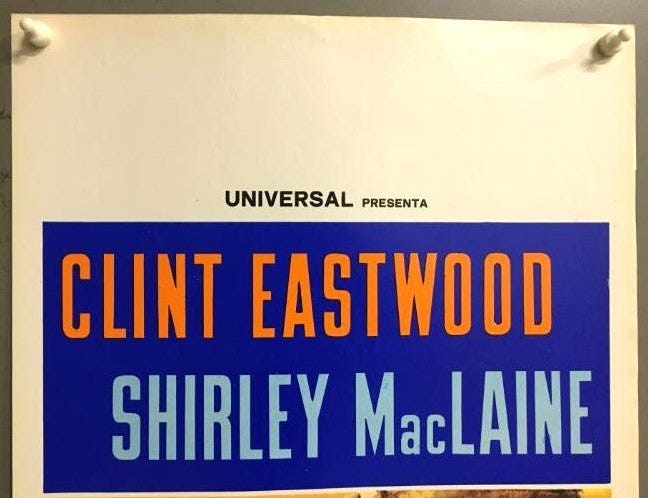 UNIVERSAL PRESENTA
CLINT EASTWOOD
SHIRLEY MacLAINE